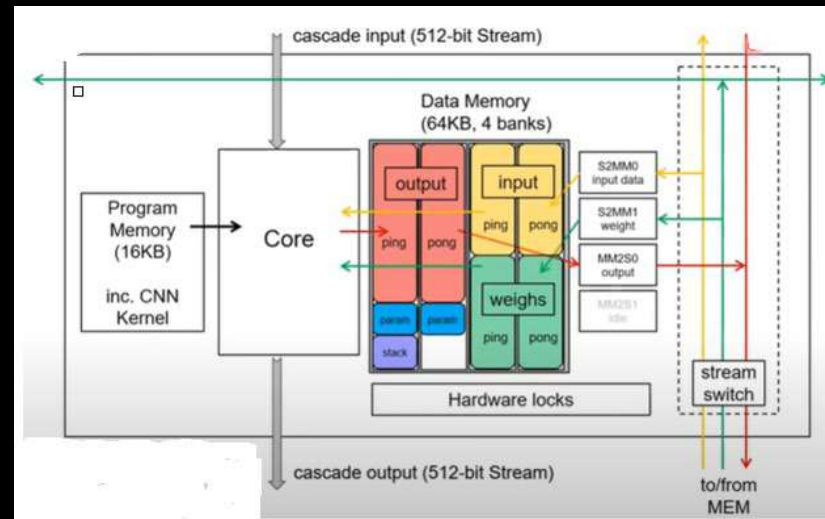 cascade input (512-bit Stream)
Data Memory
(64KB, 4 banks)
Program
Memory
(16KB)
inc. CNN
Kernel
Core
output
input
ping
pong
ping
pong
weighs
ping
pong
param
param
stack
S2MM0
input data
S2MM1
weight
MM2S0
output
MM2S1
idle
Hardware locks
stream
switch
cascade output (512-bit Stream)
to/from
MEM